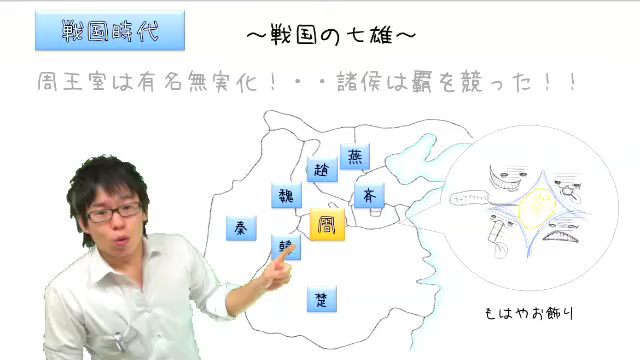 戦国時代
～戦国の七雄～
周王室は有名無実化！・・諸侯は覇を競った！！
燕
趙
魏
斉
秦
周
韓
楚
もはやお飾り